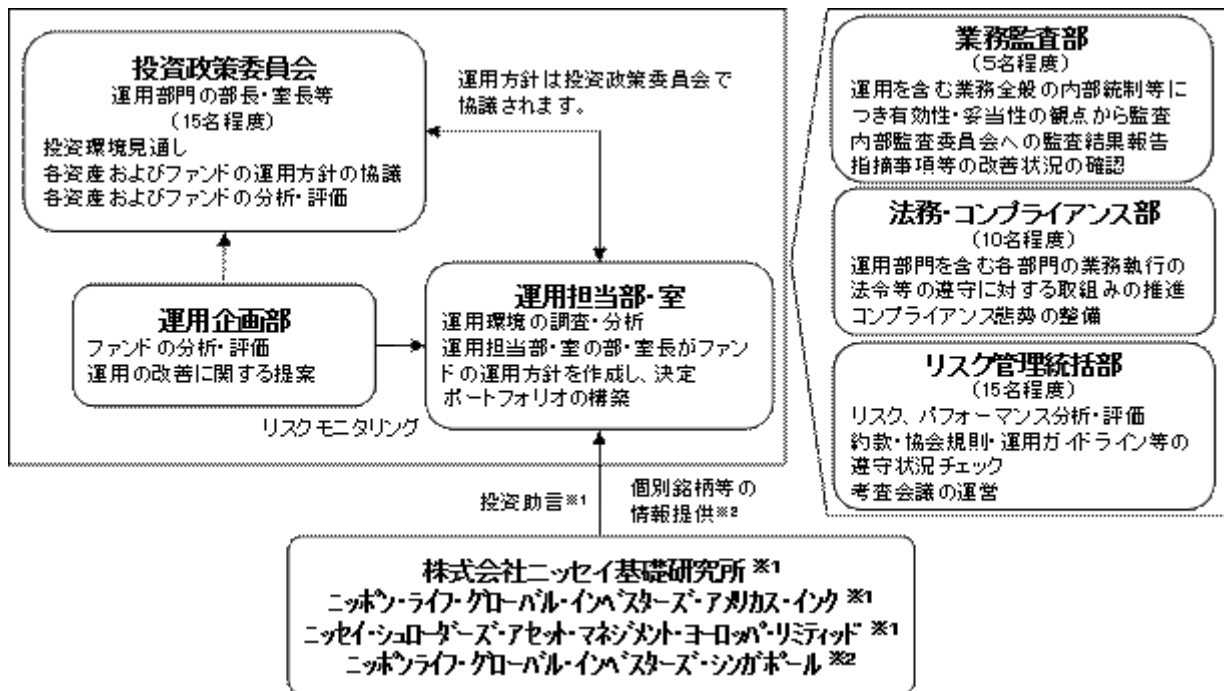 投資政策委員会
運用部門の部長・室長等
(15名程度)
投資環境見通し
各資産およびファンドの運用方針の協議
各資産およびファンドの分析・評価
運用方針は投資政策委員会で
協議されます。
運用企画部
ファンドの分析・評価
運用の改善に関する提案
運用担当部・室
運用環境の調査・分析
運用担当部・室の部・室長がファン
ドの運用方針を作成し、決定
ポートフォリオの構築
リスクモニタリング
投資助言※1
個別銘柄等の
情報提供※2
株式会社ニッセイ基礎研究所 ※1
ニッポン・ライフ・グローバル・インベスターズ・アメリカス・インク ※1
ニッセイ・シュローダーズ・アセット・マネジメント・ヨーロッパ・リミティッド ※1
ニッポンライフ・グローバル・インベスターズ・シンガポール ※2
業務監査部
(5名程度)
運用を含む業務全般の内部統制等に
つき有効性・妥当性の観点から監査
内部監査委員会への監査結果報告
指摘事項等の改善状況の確認
法務・コンプライアンス部
(10名程度)
運用部門を含む各部門の業務執行の
法令等の遵守に対する取組みの推進
コンプライアンス態勢の整備
リスク管理統括部
(15名程度)
リスク、パフォーマンス分析・評価
約款・協会規則・運用ガイドライン等の
遵守状況チェック
考査会議の運営